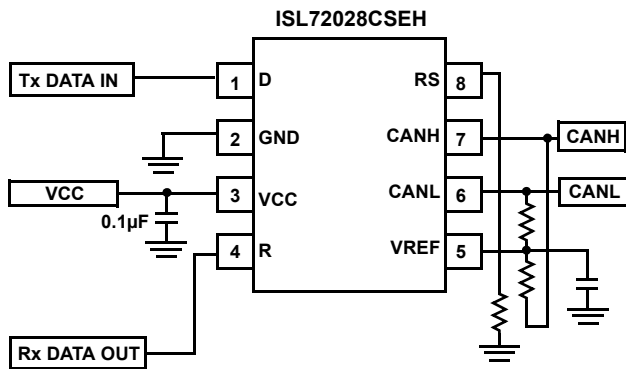 ISL72028CSEH
Tx DATA IN
1 D
RS 8
2 GND
CANH 7
CANH
VCC
3 VCC
CANL 6
CANL
0.1µF
4 R
VREF 5
Rx DATA OUT